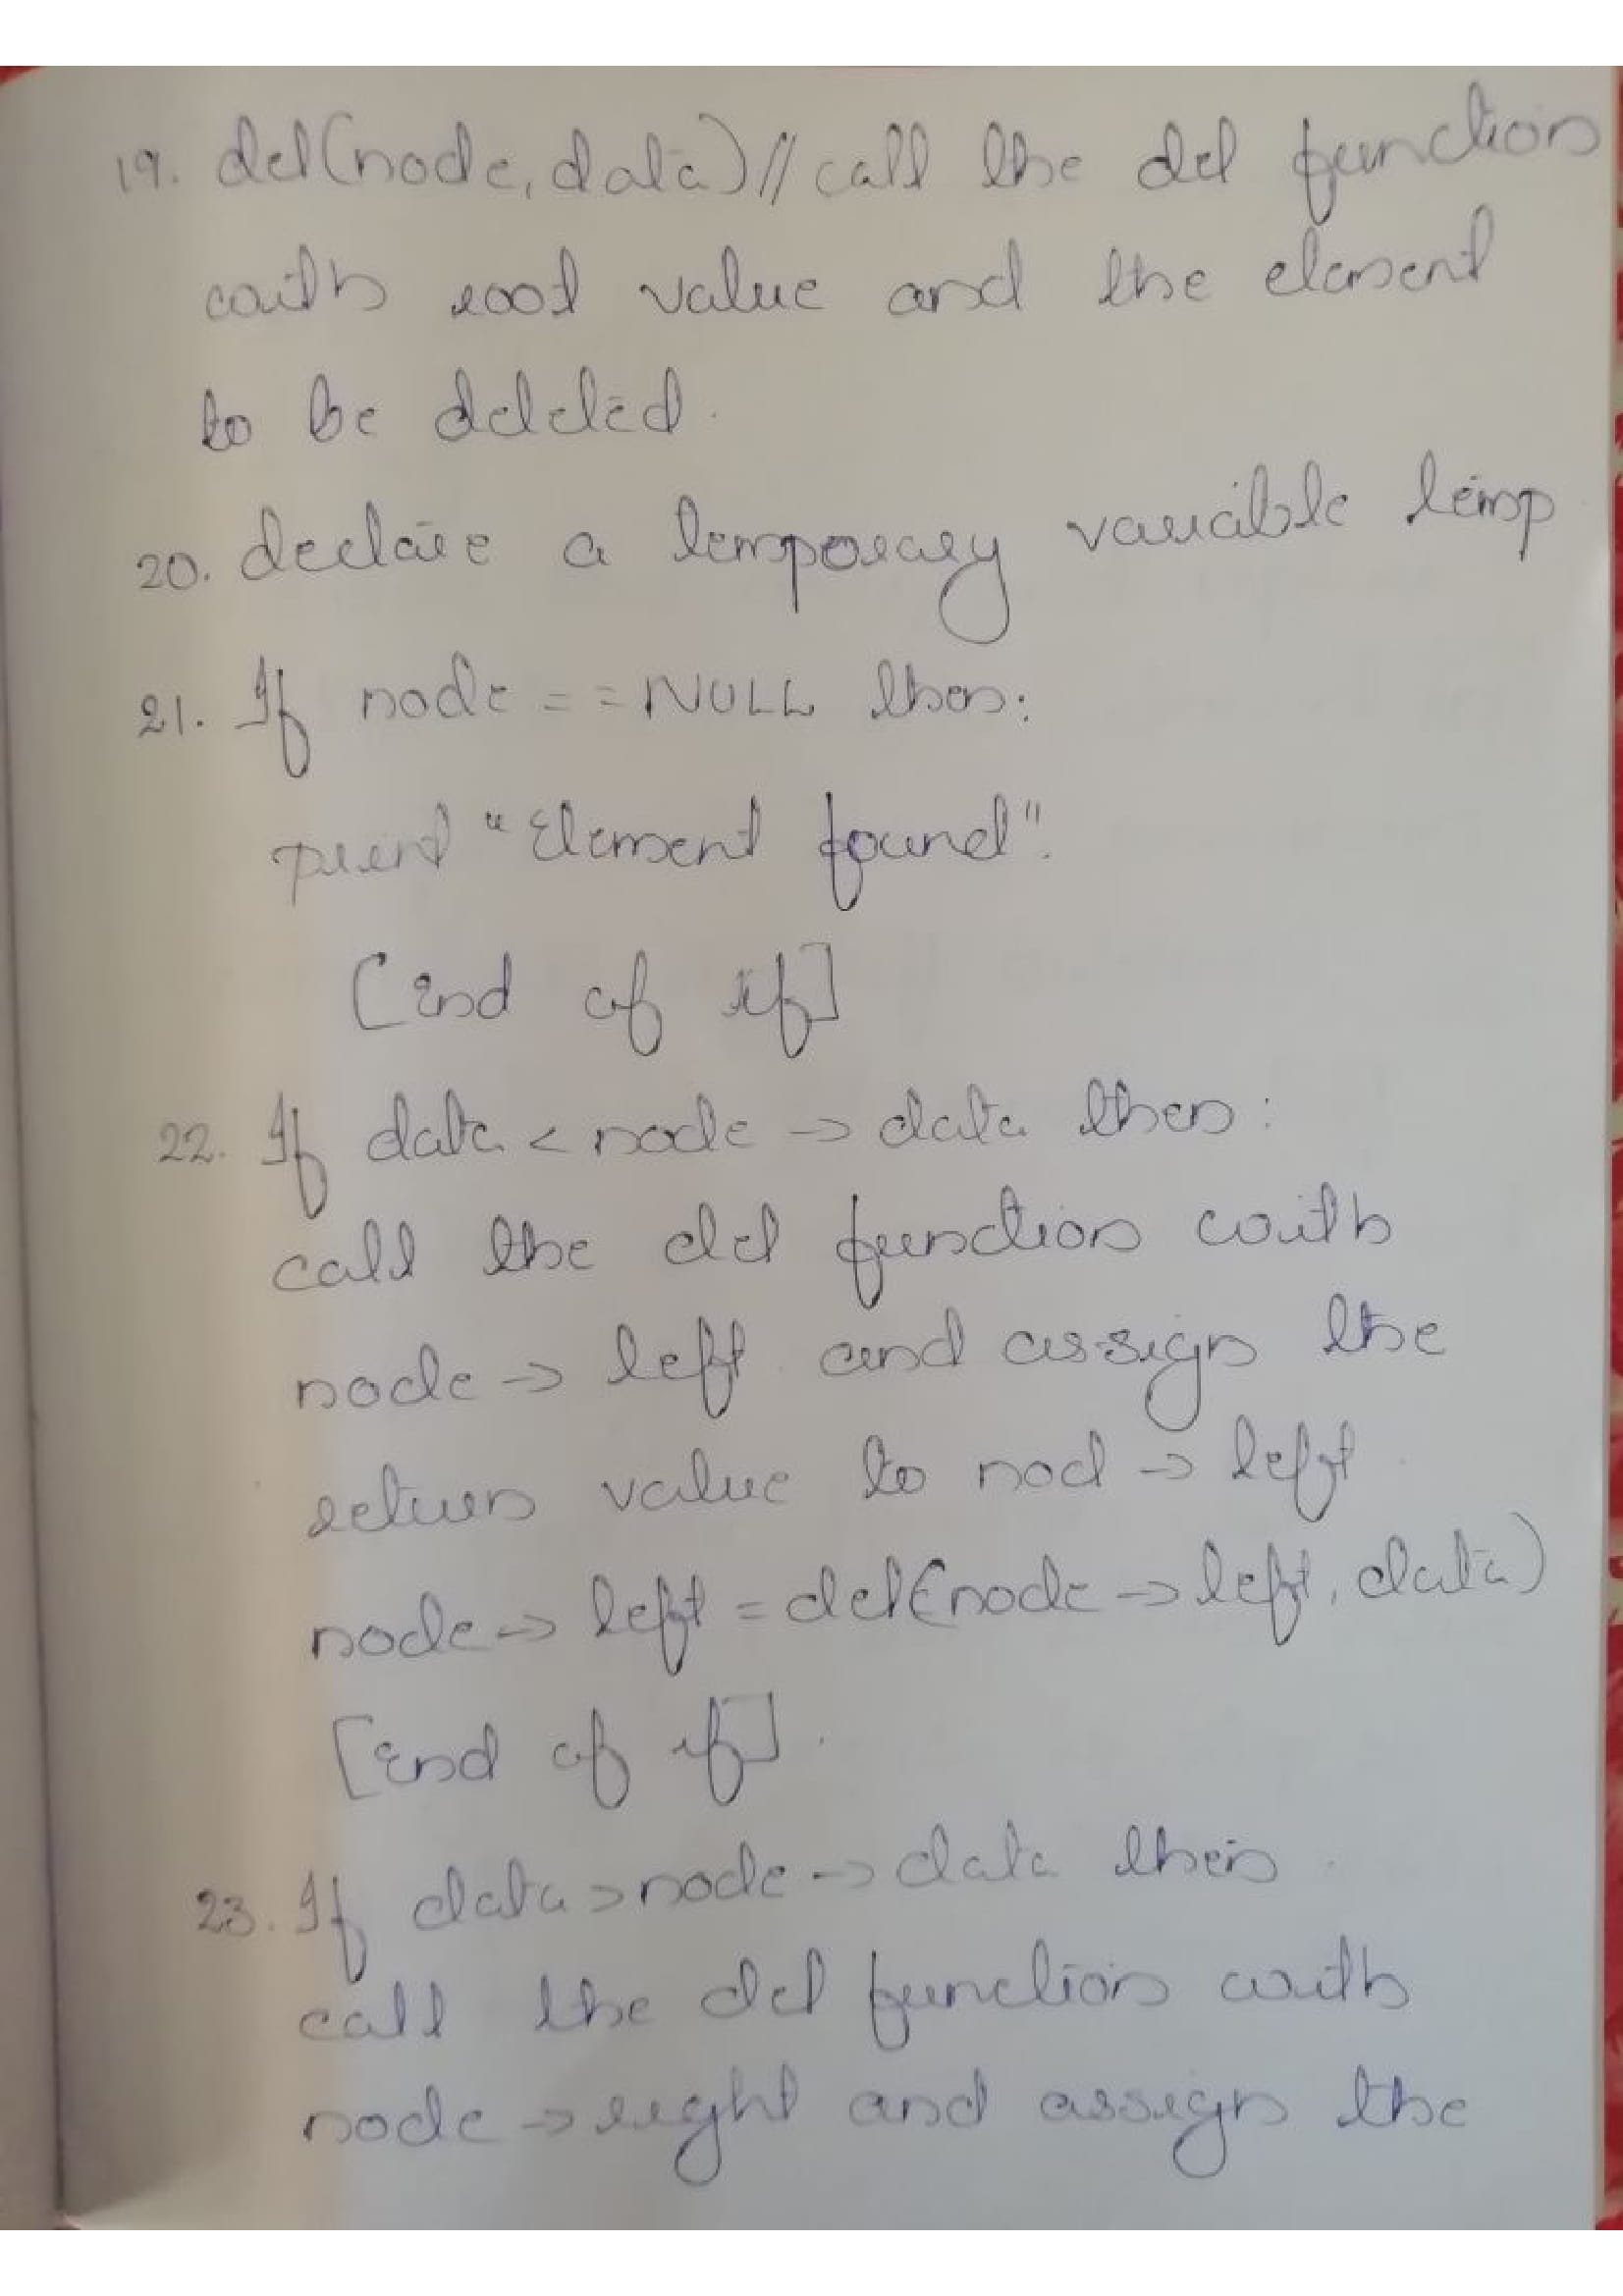 19. del(node, data)// call the del function
with root value and the element
to be deleted.
20. declare a temporary variable temp
21. If node == NULL then:
print "Element found".
[End of if]
22. If data < node -> data then:
call the del function with
node -> left and assign the
return value to nod -> left
node -> left = del(node -> left, data)
[End of if].
23. If data > node -> data then
call the del function with
node -> right and assign the